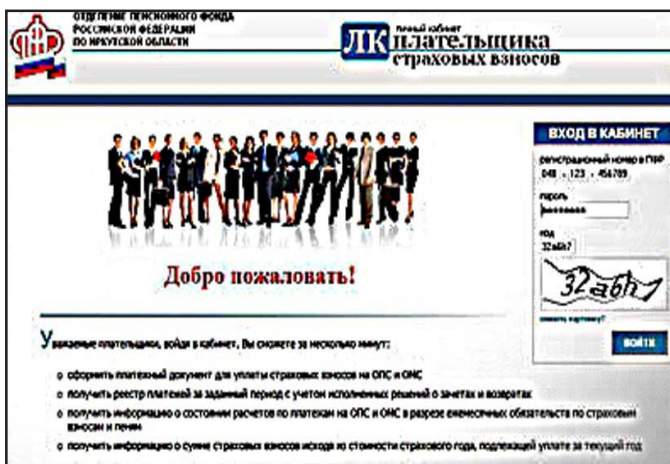 ОТДЕЛЕНИЕ ПЕНСИОННОГО ФОНДА
РОССИЙСКОЙ ФЕДЕРАЦИИ
ПО ИРКУТСКОЙ ОБЛАСТИ
личный кабинет
ЛК плательщика
страховых взносов
ВХОД В КАБИНЕТ
регистрационный номер в ПФР
048 - 123 - 456789
пароль
код
32a6h7
32a6h7
сменить картинку?
ВОЙТИ
Добро пожаловать!
Уважаемые плательщики, войдя в кабинет, Вы сможете за несколько минут:
о оформить платежный документ для уплаты страховых взносов на ОПС и ОМС
о получить реестр платежей за заданный период с учетом исполненных решений о зачетах и возвратах
о получить информацию о состоянии расчетов по платежам на ОПС и ОМС в разрезе ежемесячных обязательств по страховым
взносам и пеням
о получить информацию о сумме страховых взносов исходя из стоимости страхового года, подлежащей уплате за текущий год